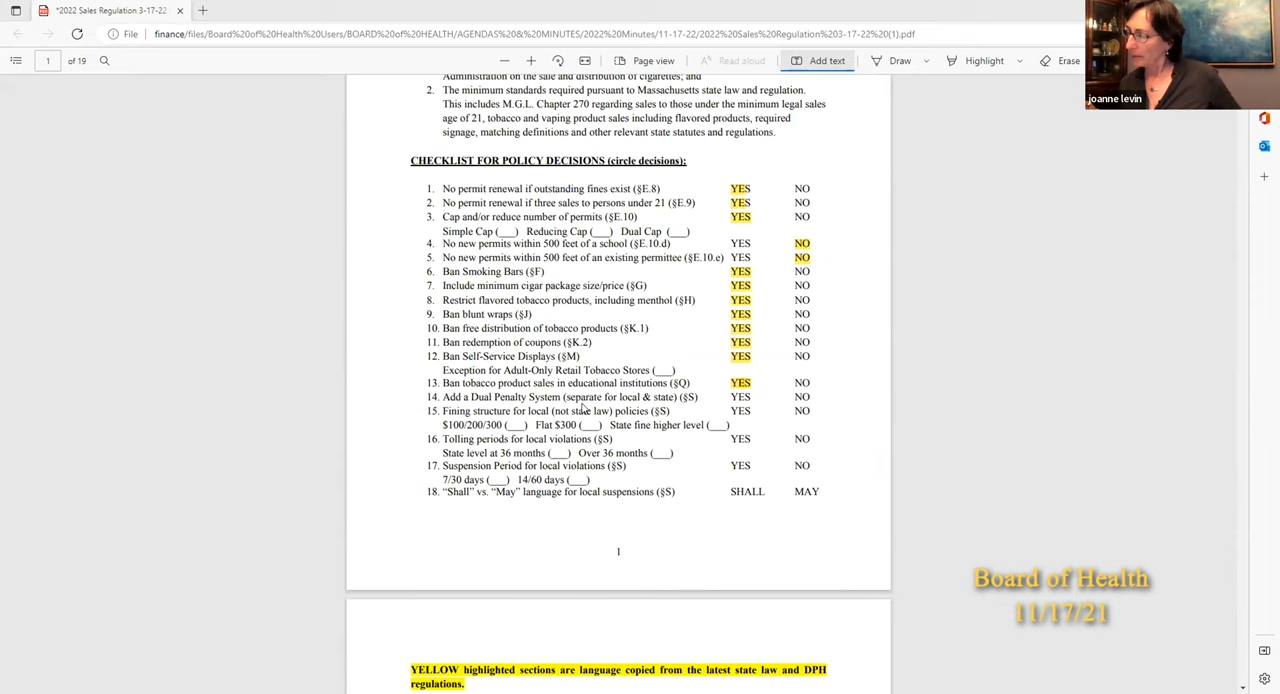 *2022 Sales Regulation 3-17-22
File
finance/files/Board%20of%20Health%20Users/BOARD%20of%20HEALTH/AGENDAS%20&%20MINUTES/2022%20Minutes/11-17-22/2022%20Sales%20Regulation%203-17-22%20(1).pdf
1 of 19
Page view
Read aloud
Add text
Draw
Highlight
Erase
joanne levin
Administration on the sale and distribution of cigarettes; and
2. The minimum standards required pursuant to Massachusetts state law and regulation.
This includes M.G.L. Chapter 270 regarding sales to those under the minimum legal sales
age of 21, tobacco and vaping product sales including flavored products, required
signage, matching definitions and other relevant state statutes and regulations.
CHECKLIST FOR POLICY DECISIONS (circle decisions):
1. No permit renewal if outstanding fines exist (§E.8) YES NO
2. No permit renewal if three sales to persons under 21 (§E.9) YES NO
3. Cap and/or reduce number of permits (§E.10) YES NO
Simple Cap (___) Reducing Cap (___) Dual Cap (___)
4. No new permits within 500 feet of a school (§E.10.d) YES NO
5. No new permits within 500 feet of an existing permittee (§E.10.e) YES NO
6. Ban Smoking Bars (§F) YES NO
7. Include minimum cigar package size/price (§G) YES NO
8. Restrict flavored tobacco products, including menthol (§H) YES NO
9. Ban blunt wraps (§J) YES NO
10. Ban free distribution of tobacco products (§K.1) YES NO
11. Ban redemption of coupons (§K.2) YES NO
12. Ban Self-Service Displays (§M) YES NO
Exception for Adult-Only Retail Tobacco Stores (___)
13. Ban tobacco product sales in educational institutions (§Q) YES NO
14. Add a Dual Penalty System (separate for local & state) (§S) YES NO
15. Fining structure for local (not state law) policies (§S) YES NO
$100/200/300 (___) Flat $300 (___) State fine higher level (___)
16. Tolling periods for local violations (§S) YES NO
State level at 36 months (___) Over 36 months (___)
17. Suspension Period for local violations (§S) YES NO
7/30 days (___) 14/60 days (___)
18. “Shall” vs. “May” language for local suspensions (§S) SHALL MAY
1
Board of Health
11/17/21
YELLOW highlighted sections are language copied from the latest state law and DPH
regulations.